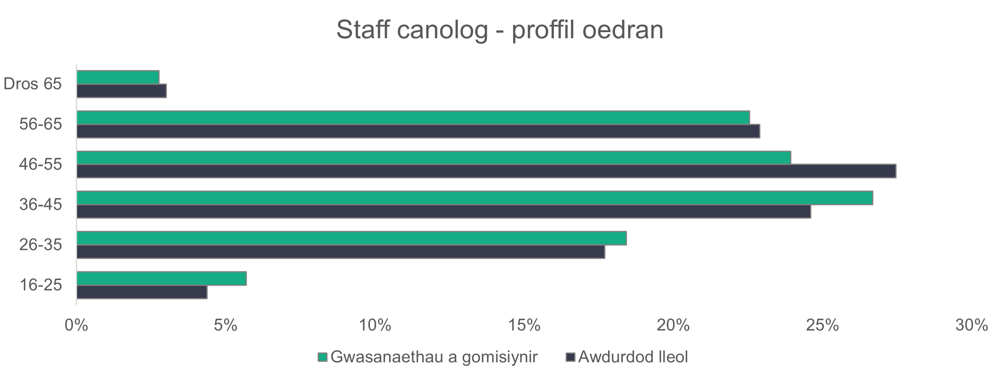 Staff canolog - proffil oedran
Dros 65
56-65
46-55
36-45
26-35
16-25
0% 5% 10% 15% 20% 25% 30%
Gwasanaethau a gomisiynir Awdurdod lleol